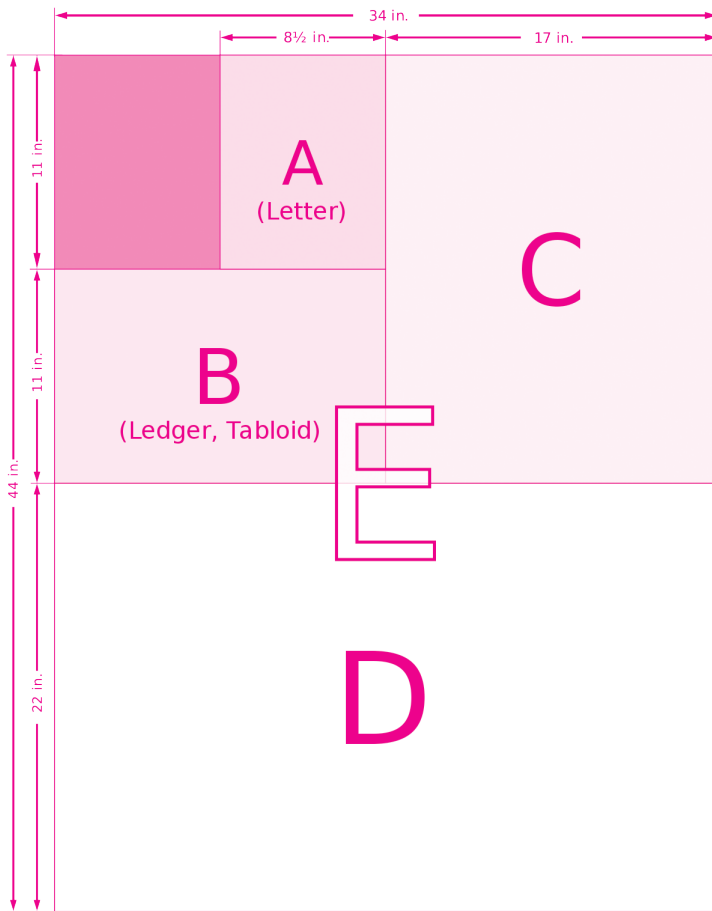 34 in.
8½ in.
17 in.
11 in.
A
(Letter)
C
11 in.
B
(Ledger, Tabloid)
E
44 in.
22 in.
D